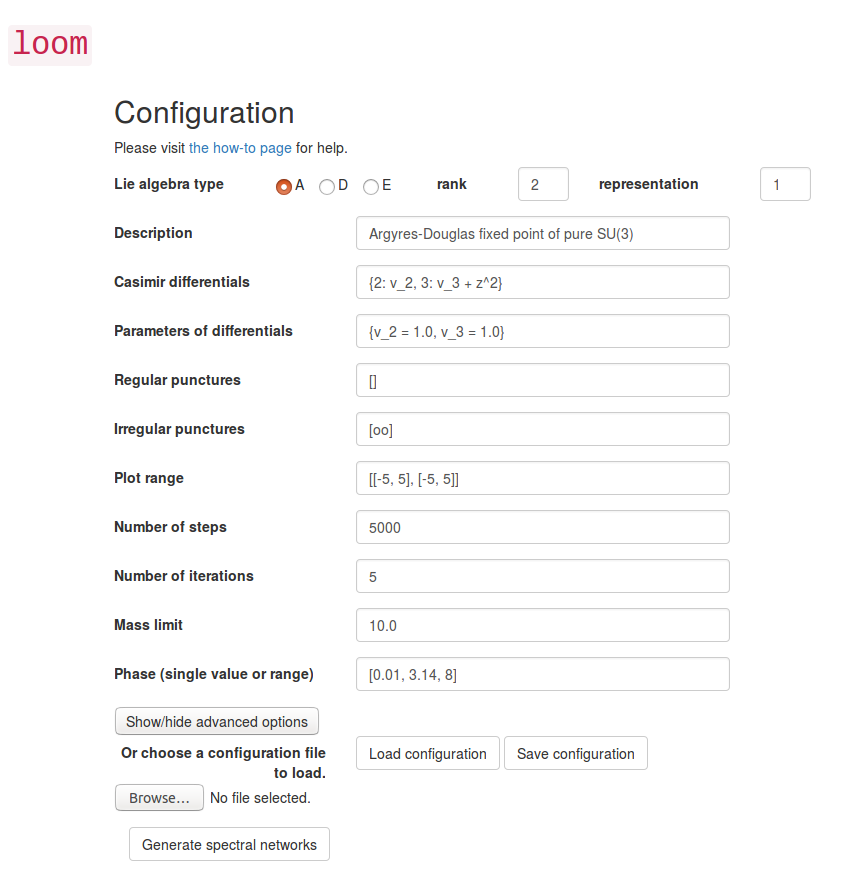 loom
Configuration
Please visit the how-to page for help.
Lie algebra type A D E rank 2 representation 1
Description Argyres-Douglas fixed point of pure SU(3)
Casimir differentials {2: v_2, 3: v_3 + z^2}
Parameters of differentials {v_2 = 1.0, v_3 = 1.0}
Regular punctures []
Irregular punctures [oo]
Plot range [[-5, 5], [-5, 5]]
Number of steps 5000
Number of iterations 5
Mass limit 10.0
Phase (single value or range) [0.01, 3.14, 8]
Show/hide advanced options
Or choose a configuration file
to load.
Load configuration Save configuration
Browse... No file selected.
Generate spectral networks